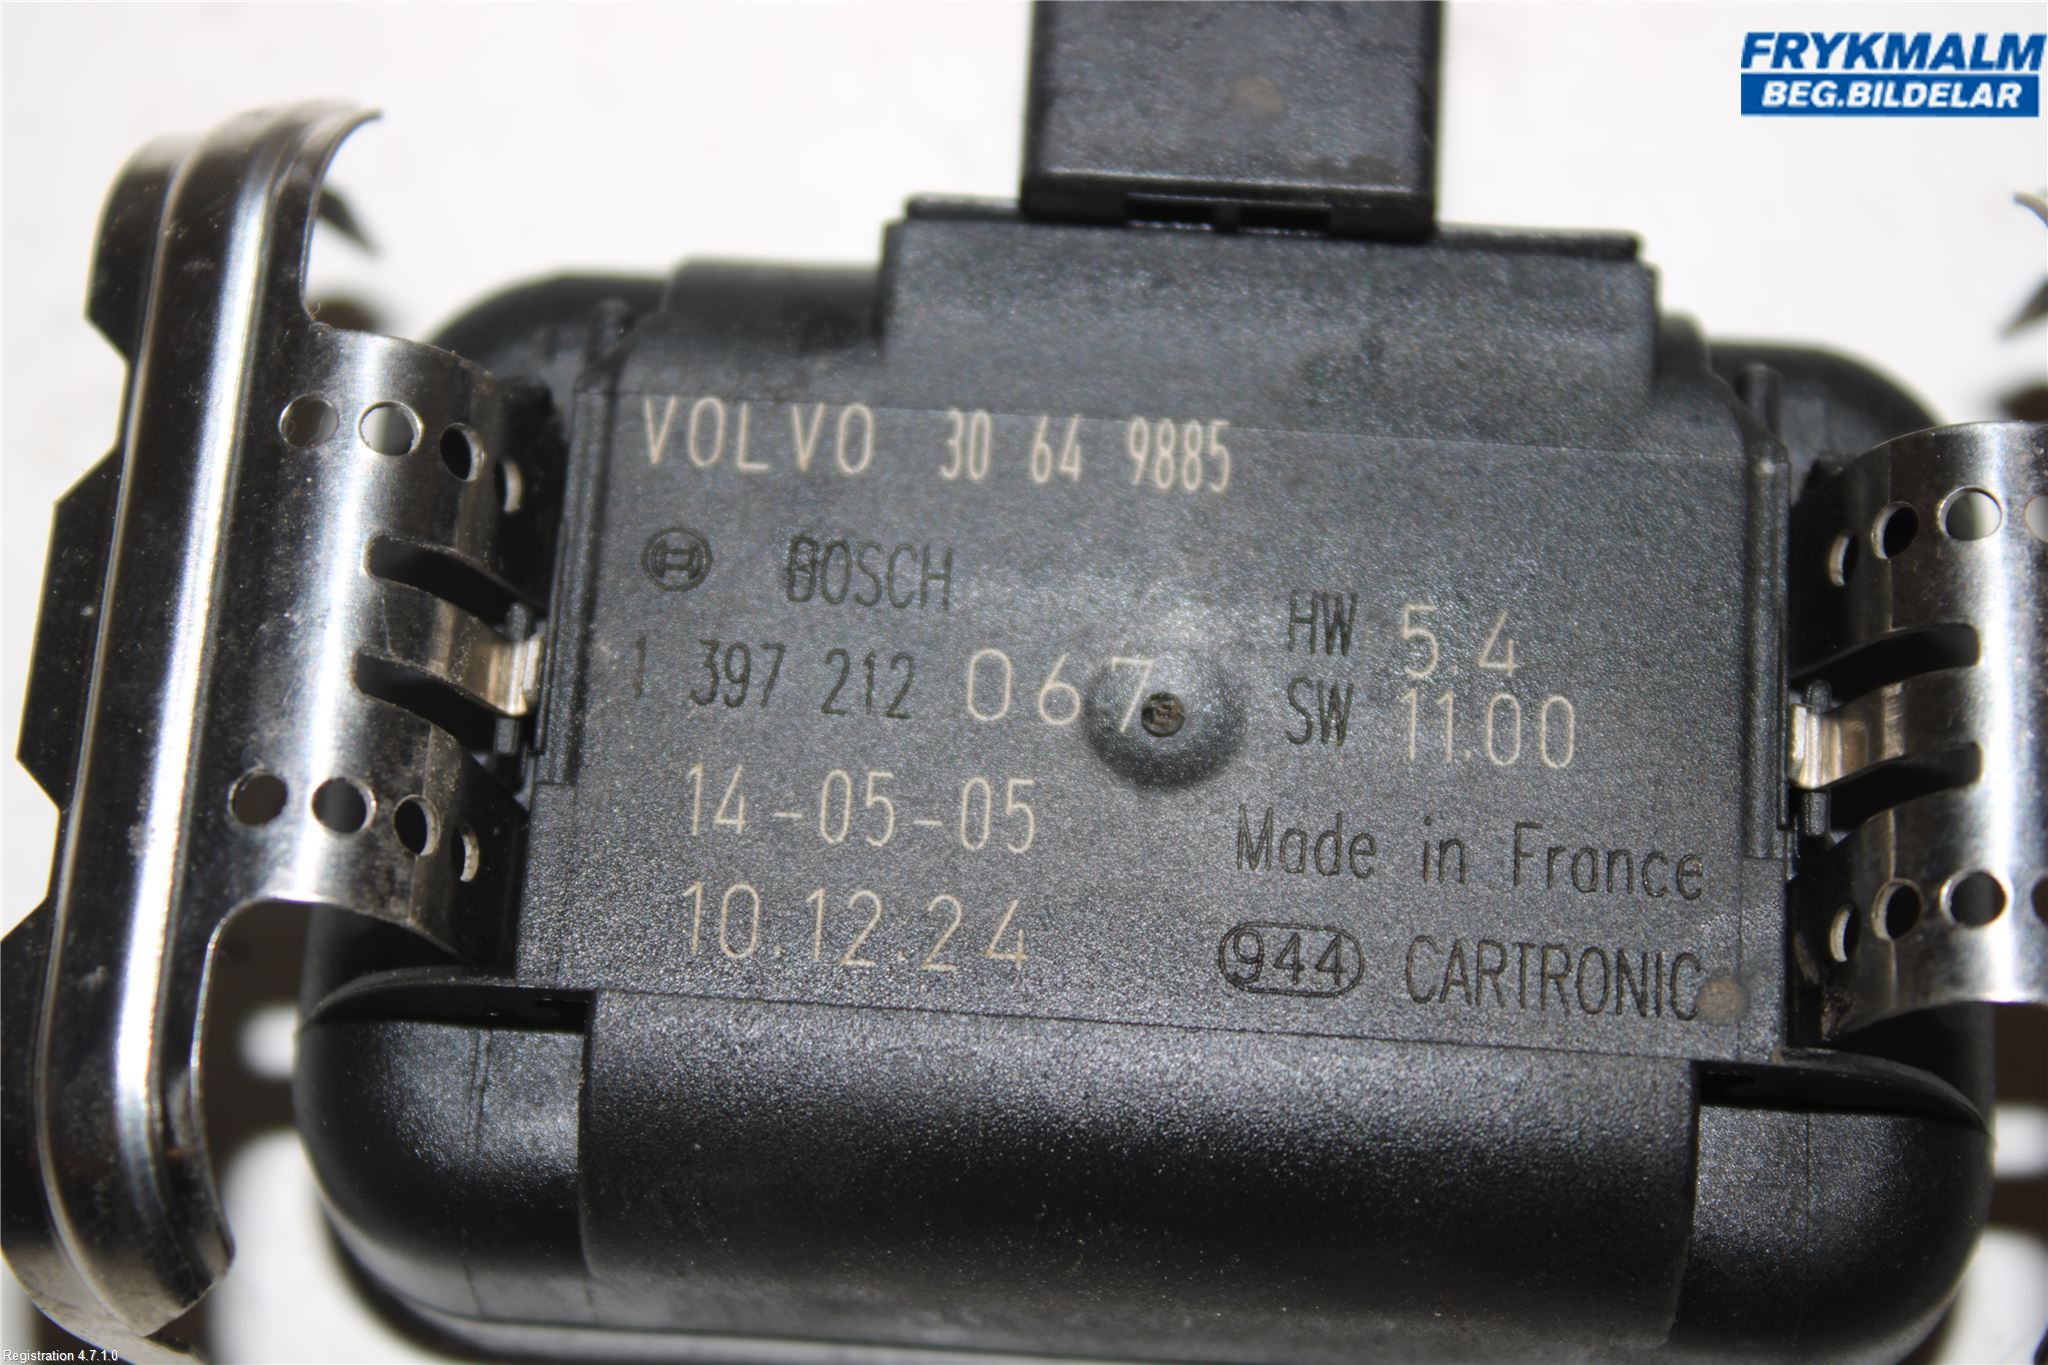 FRYKMALM
BEG.BILDELAR
VOLVO 30 64 9885
BOSCH
1 397 212 067
HW 5.4
SW 11.00
14-05-05
10.12.24
Made in France
944 CARTRONIC
Registration 4.7.1.0